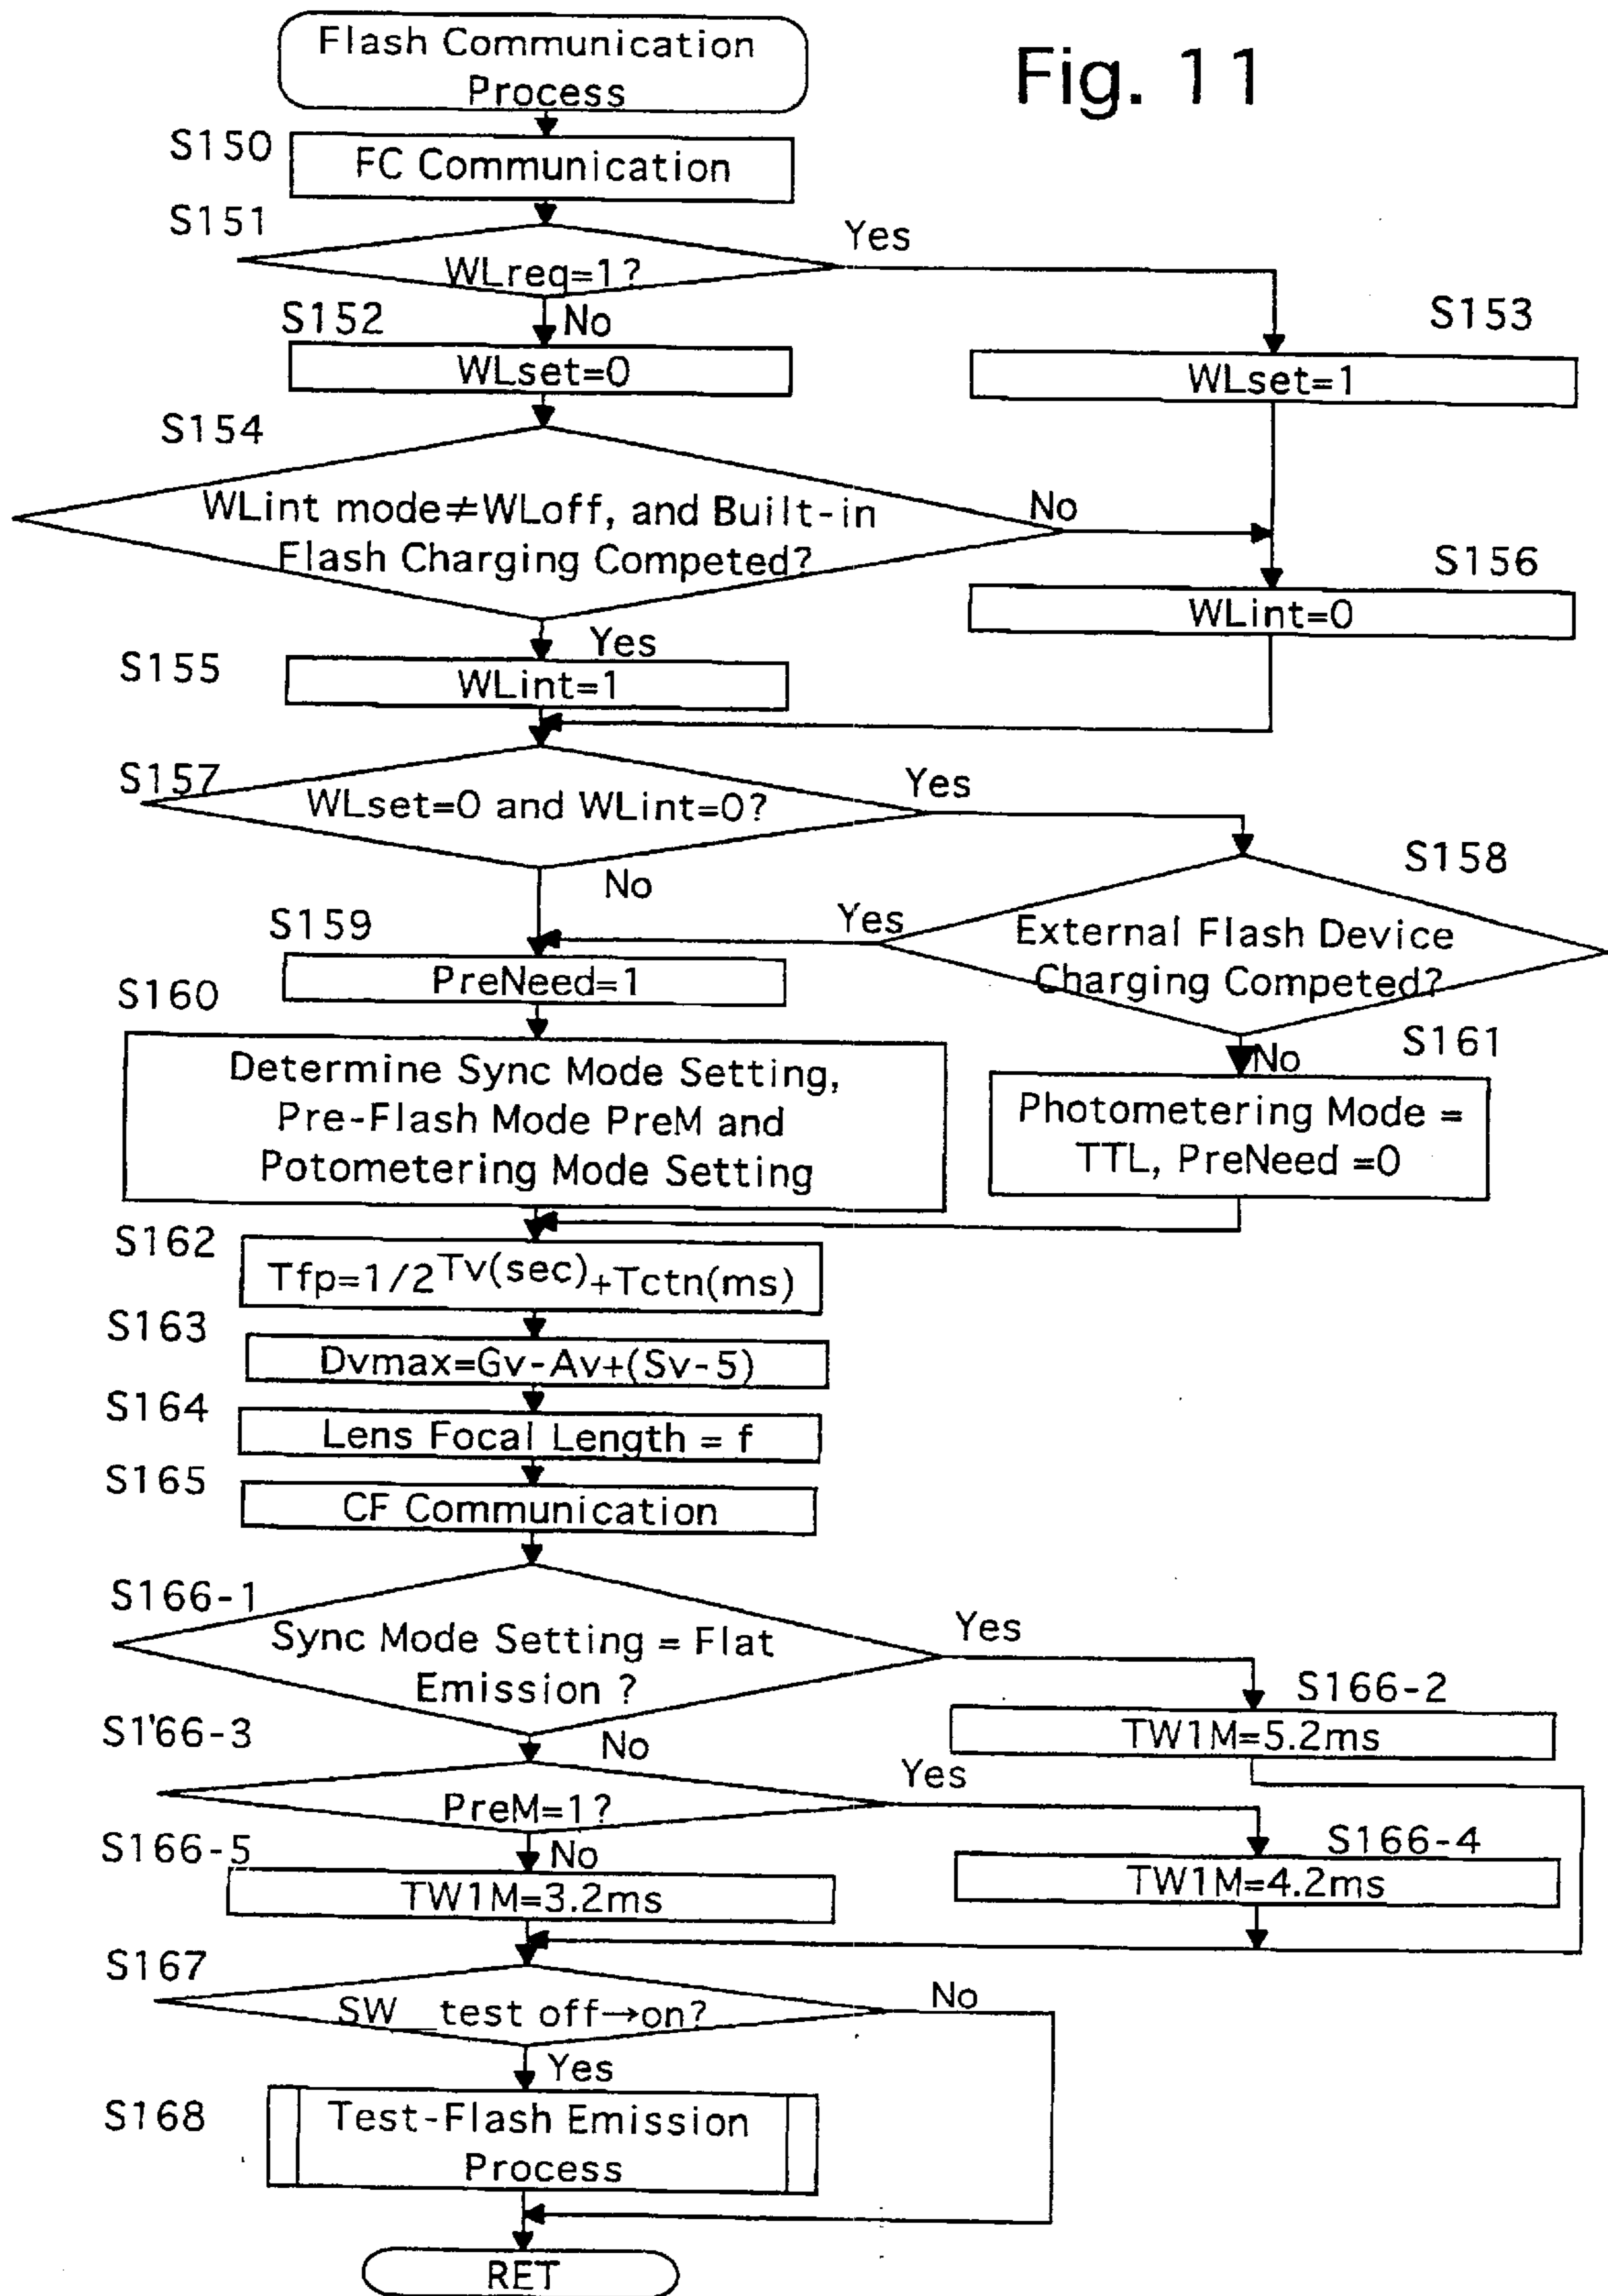 Flash Communication
Process
Fig. 11
S150
FC Communication
S151
WLreq=1?
Yes
No
S152
WLset=0
S153
WLset=1
S154
WLint mode≠WLoff, and Built-in
Flash Charging Competed?
No
Yes
S156
WLint=0
S155
WLint=1
S157
WLset=0 and WLint=0?
Yes
No
S158
External Flash Device
Charging Competed?
Yes
No
S159
PreNeed=1
S160
Determine Sync Mode Setting,
Pre-Flash Mode PreM and
Potometering Mode Setting
S161
Photometering Mode =
TTL, PreNeed =0
S162
Tfp=1/2^Tv(sec)+Tctn(ms)
S163
Dvmax=Gv-Av+(Sv-5)
S164
Lens Focal Length = f
S165
CF Communication
S166-1
Sync Mode Setting = Flat
Emission ?
Yes
No
S166-2
TW1M=5.2ms
S166-3
PreM=1?
Yes
No
S166-4
TW1M=4.2ms
S166-5
TW1M=3.2ms
S167
SW__test off→on?
No
Yes
S168
Test-Flash Emission
Process
RET